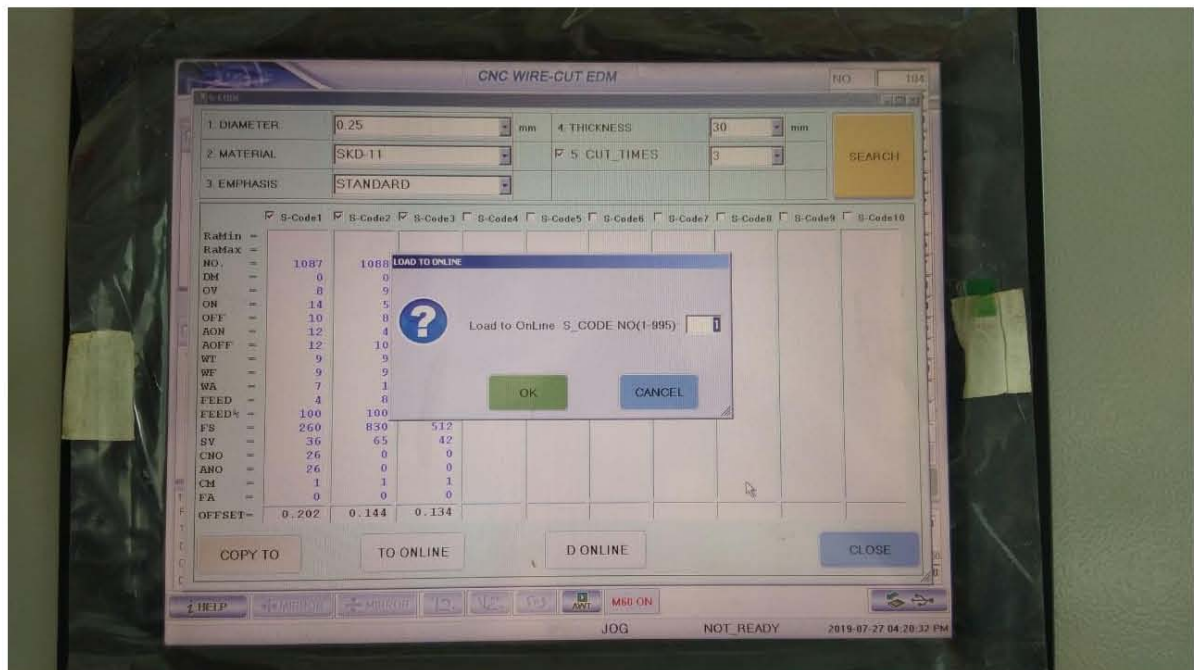 CNC WIRE-CUT EDM NO 104
S-CODE
1. DIAMETER 0.25 mm 4. THICKNESS 30 mm
2. MATERIAL SKD-11 5. CUT_TIMES 3 SEARCH
3. EMPHASIS STANDARD
S-Code1 S-Code2 S-Code3 S-Code4 S-Code5 S-Code6 S-Code7 S-Code8 S-Code9 S-Code10
RaMin =
RaMax =
NO. = 1087 1088 LOAD TO ONLINE
DM = 0 0
OV = 8 9
ON = 14 5
OFF = 10 8
AON = 12 4 Load to OnLine S_CODE NO(1-995) 1
AOFF = 12 10
WT = 9 9
WF = 9 9
WA = 7 1 OK CANCEL
FEED = 4 8
FEED% = 100 100
FS = 260 830 512
SV = 36 65 42
CNO = 26 0 0
ANO = 26 0 0
CM = 1 1 1
FA = 0 0 0
OFFSET= 0.202 0.144 0.134
COPY TO TO ONLINE D ONLINE CLOSE
i HELP MIRROR MIRROR AWT M60 ON
JOG NOT_READY 2019-07-27 04:20:32 PM